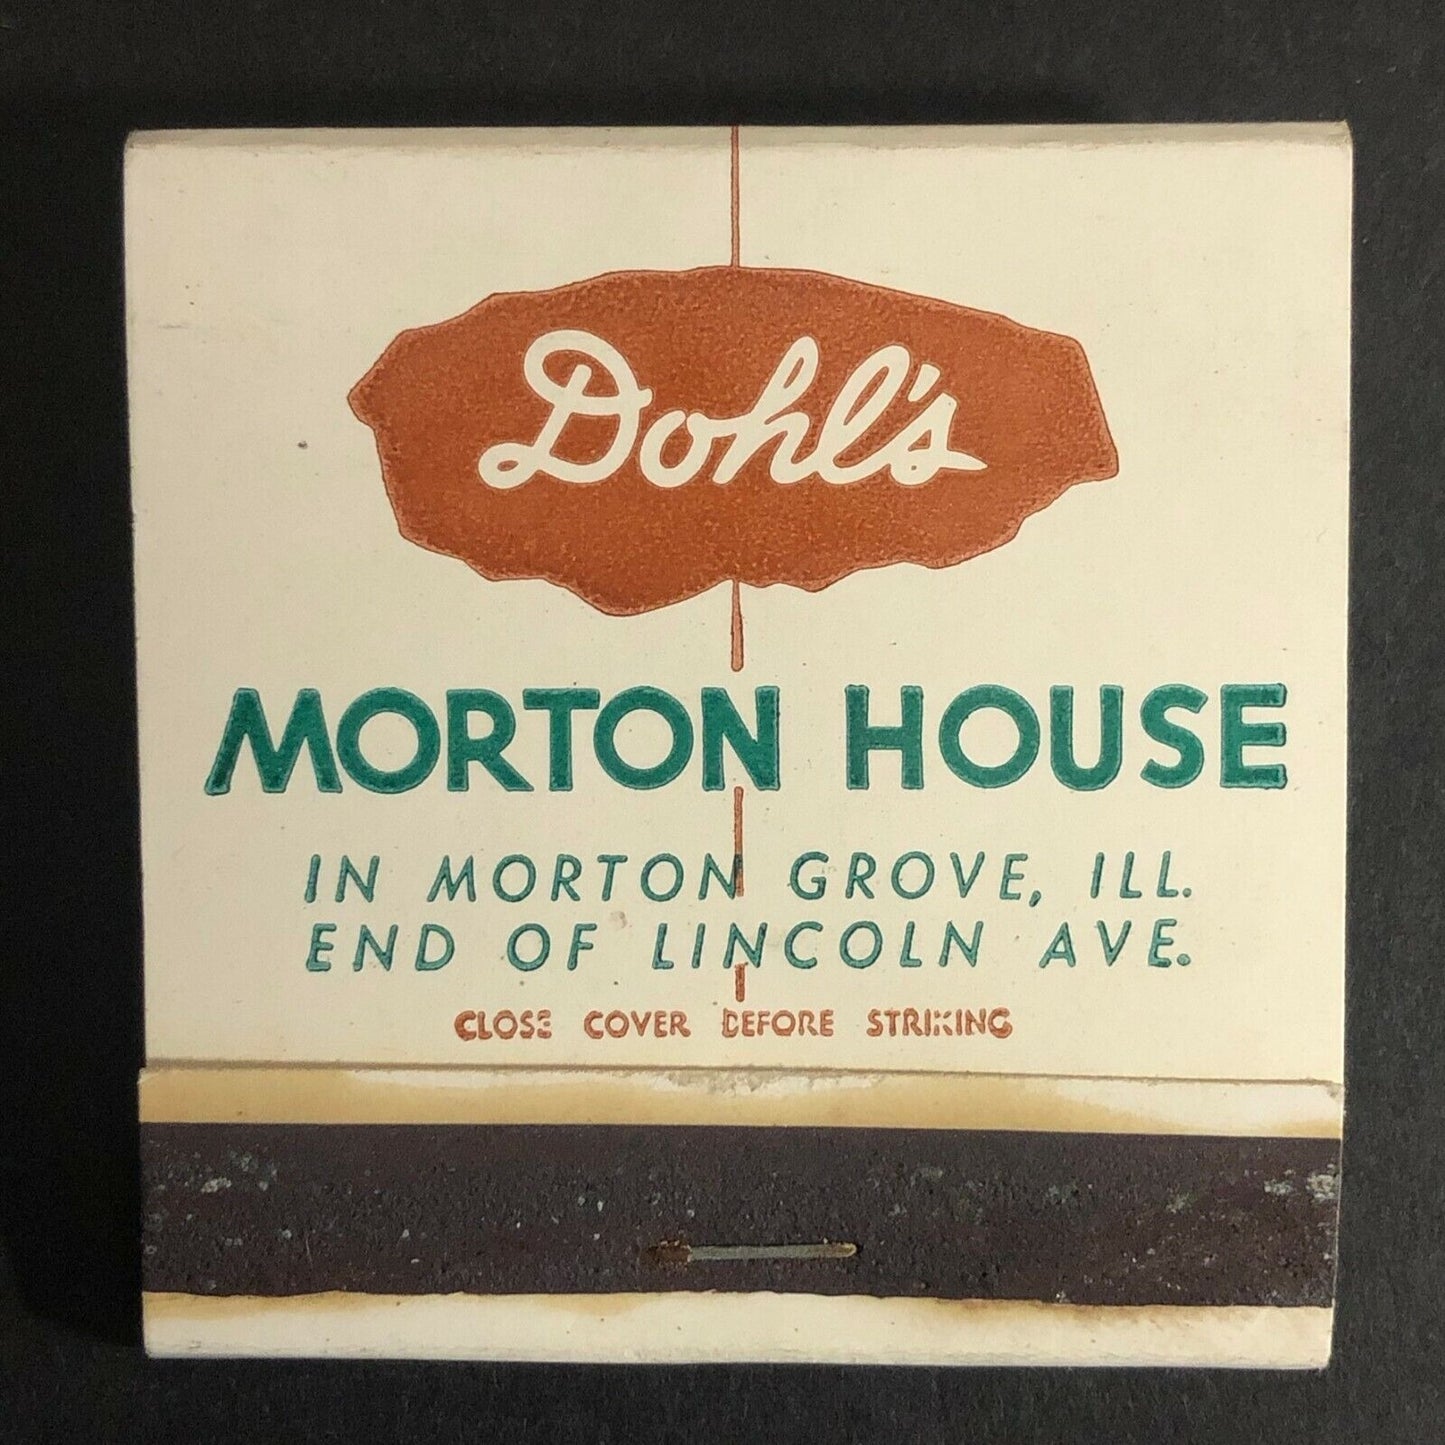 Dohl's
MORTON HOUSE
IN MORTON GROVE, ILL.
END OF LINCOLN AVE.
CLOSE COVER BEFORE STRIKING